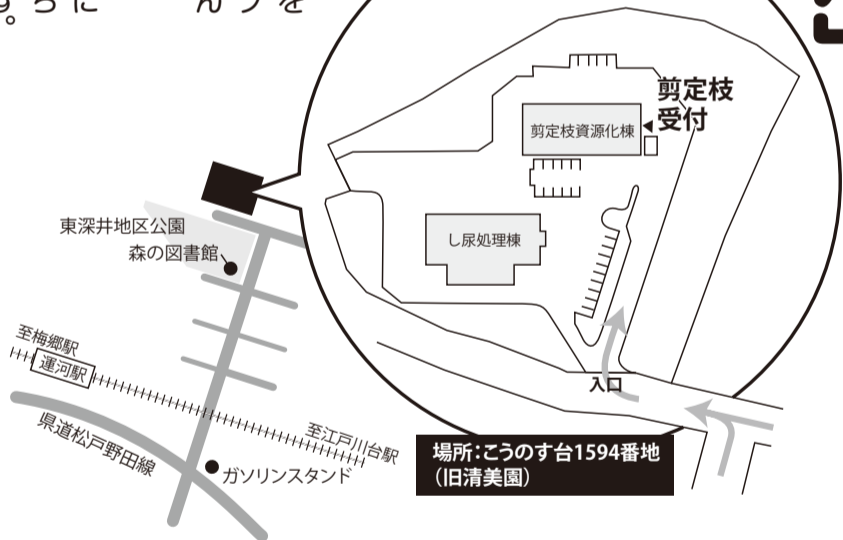 剪定枝
受付
剪定枝資源化棟
し尿処理棟
入口
東深井地区公園
森の図書館
至梅郷駅
運河駅
至江戸川台駅
県道松戸野田線
ガソリンスタンド
場所：こうのす台1594番地
（旧清美園）